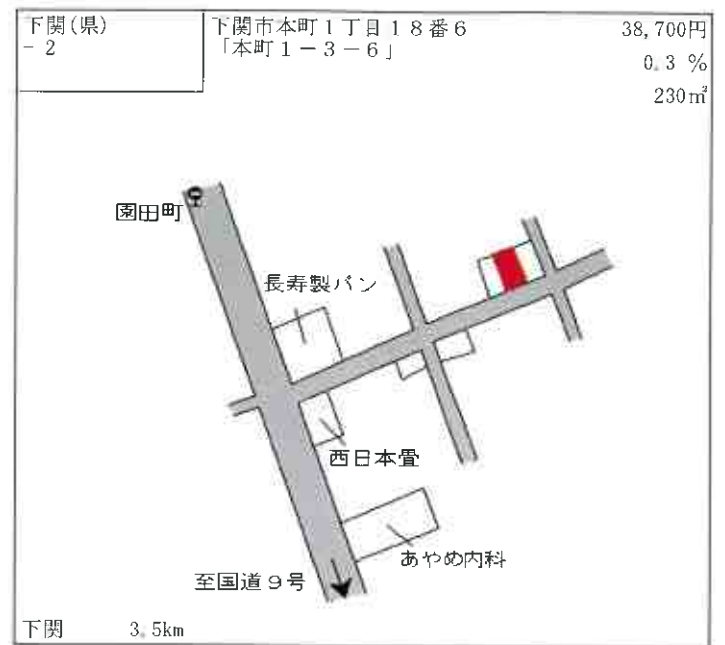 下関(県)
－2
下関市本町１丁目１８番６
「本町１－３－６」
38,700円
0.3 %
230㎡
園田町
長寿製パン
西日本畳
あやめ内科
至国道９号
下関 3.5km